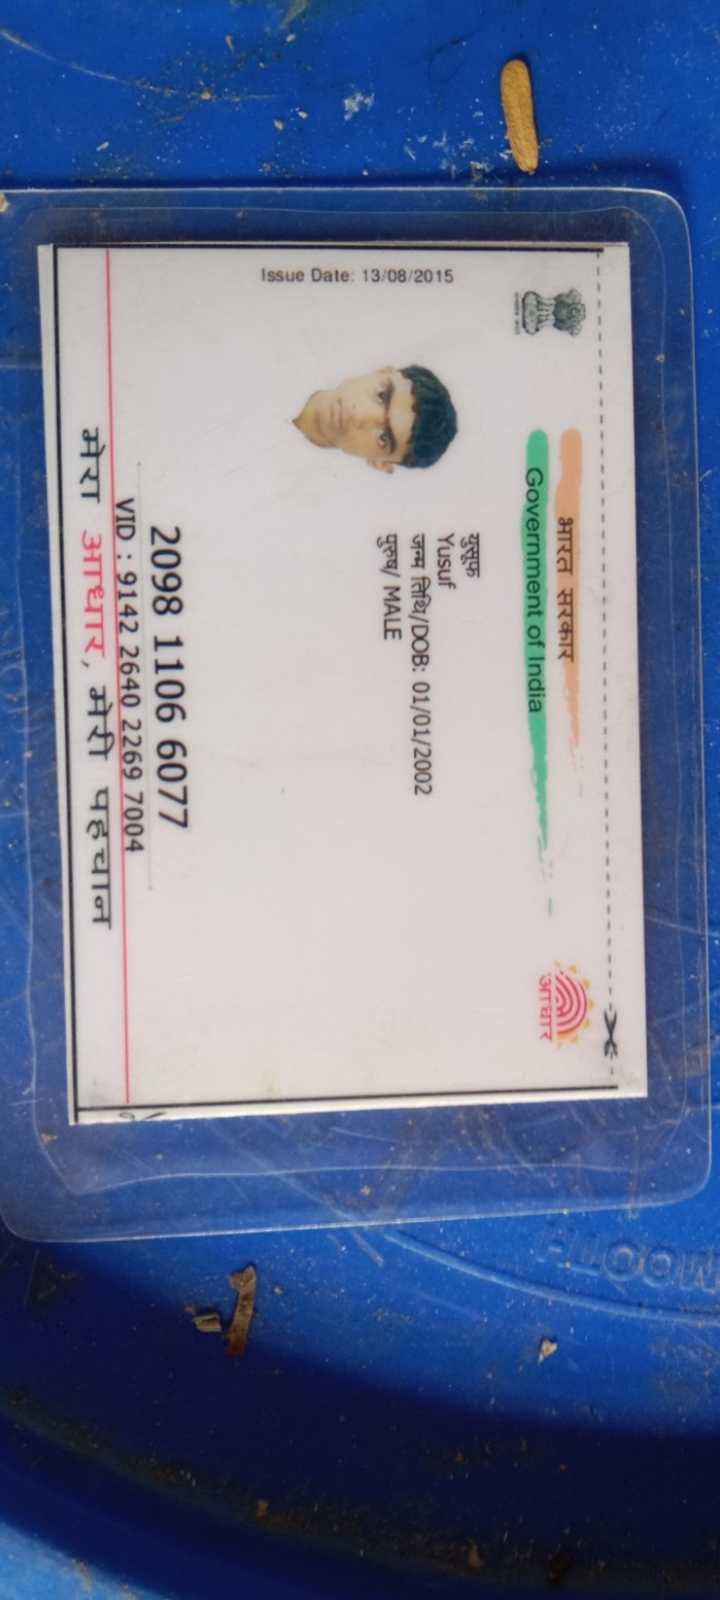 भारत सरकार
Government of India
आधार
Issue Date: 13/08/2015
युसूफ
Yusuf
जन्म तिथि/DOB: 01/01/2002
पुरुष/ MALE
2098 1106 6077
VID : 9142 2640 2269 7004
मेरा आधार, मेरी पहचान